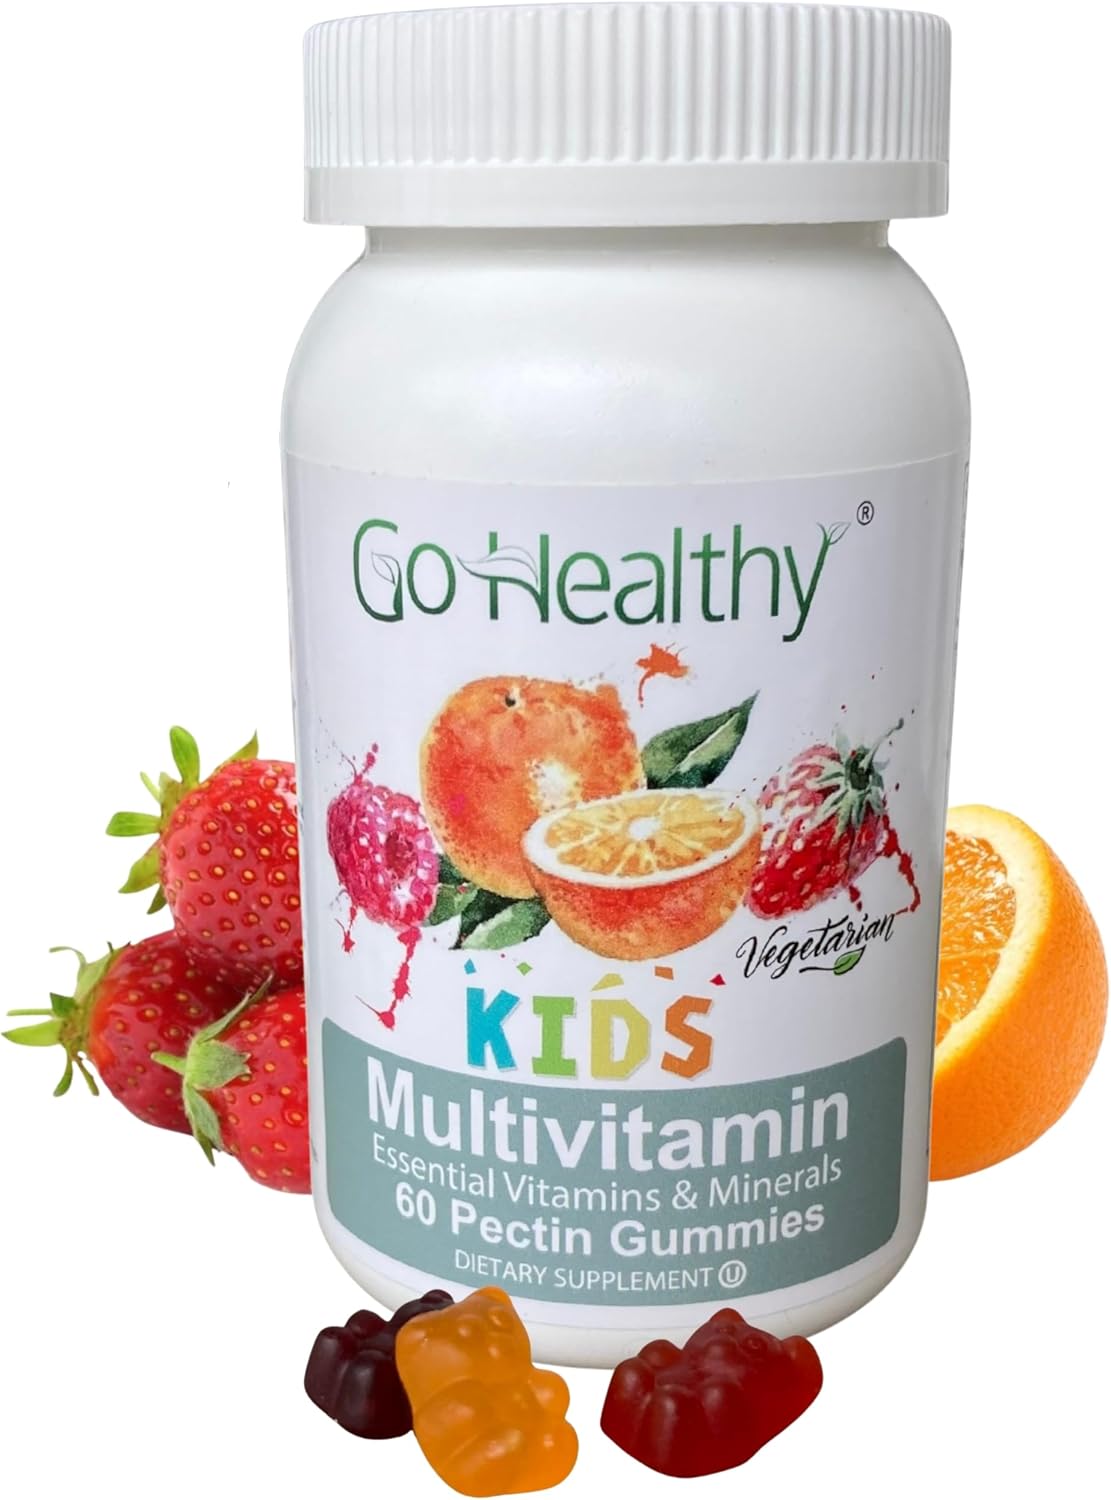 Go Healthy ®
Vegetarian
KIDS
Multivitamin
Essential Vitamins & Minerals
60 Pectin Gummies
DIETARY SUPPLEMENT U